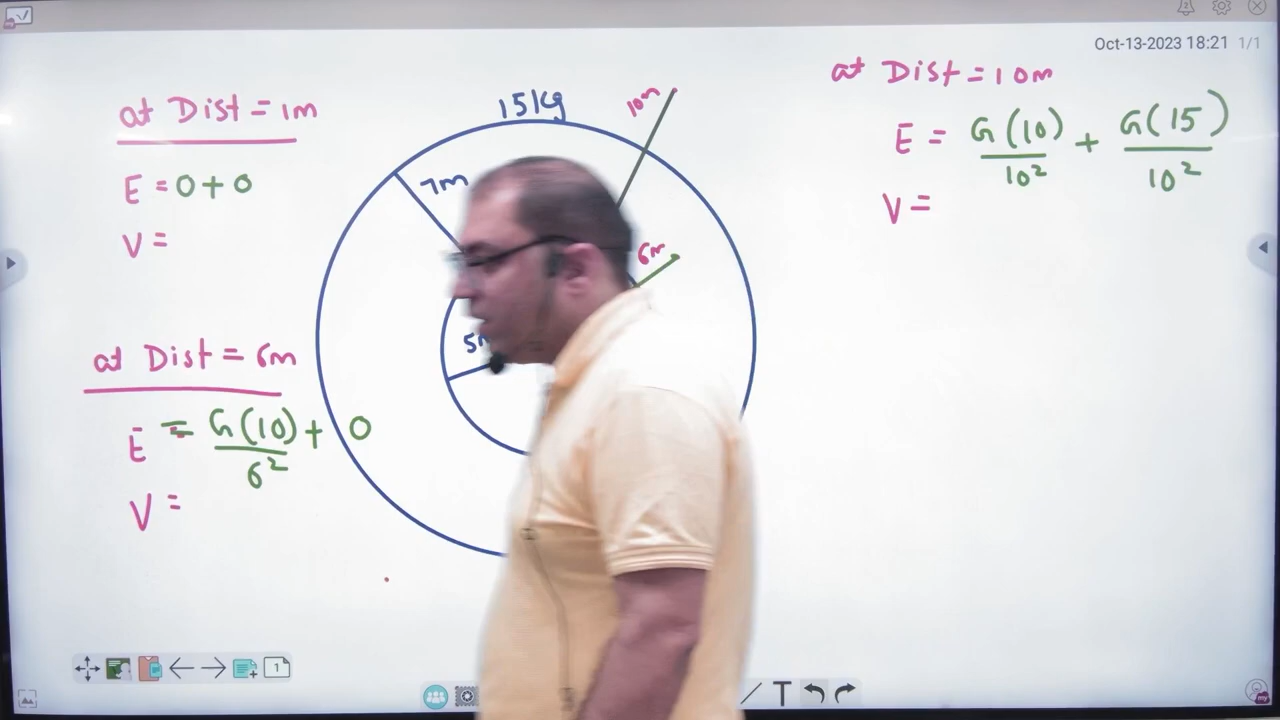 Oct-13-2023 18:21 1/1
at Dist = 1m
E = 0 + 0
V =
at Dist = 6m
E = G(10)/6² + 0
V =
15kg
10m
7m
6m
at Dist = 10m
E = G(10)/10² + G(15)/10²
V =
1
T